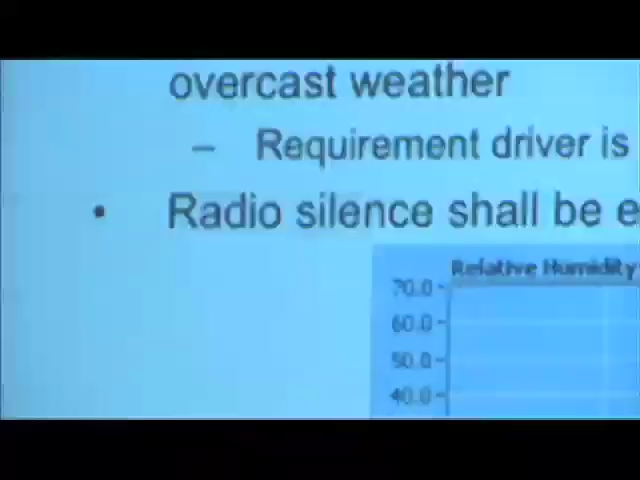 overcast weather
– Requirement driver is
• Radio silence shall be e
Relative Humidity
70.0
60.0
50.0
40.0